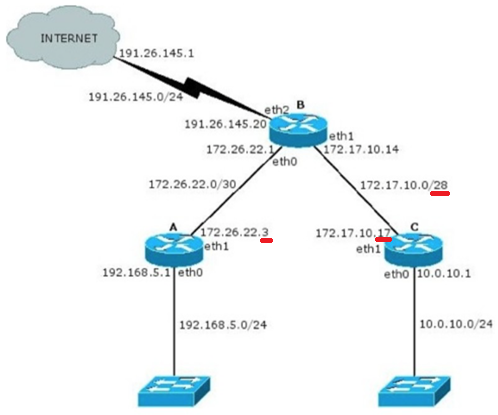 INTERNET
191.26.145.1
191.26.145.0/24
eth2
B
191.26.145.20
eth1
172.26.22.1
172.17.10.14
eth0
172.26.22.0/30
172.17.10.0/28
A
172.26.22.3
172.17.10.17
C
eth1
eth1
192.168.5.1
eth0
eth0
10.0.10.1
192.168.5.0/24
10.0.10.0/24